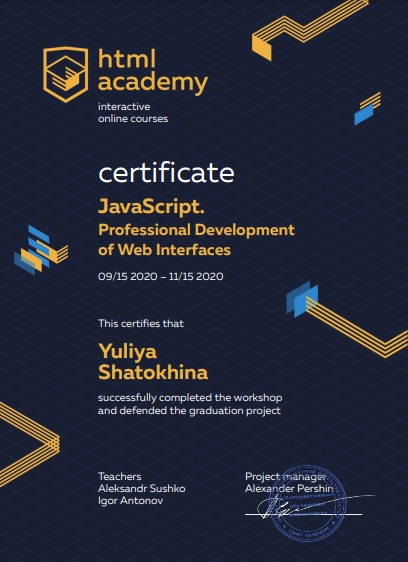 html
academy
interactive
online courses
certificate
JavaScript.
Professional Development
of Web Interfaces
09/15 2020 – 11/15 2020
This certifies that
Yuliya
Shatokhina
successfully completed the workshop
and defended the graduation project
Teachers
Aleksandr Sushko
Igor Antonov
Project manager
Alexander Pershin